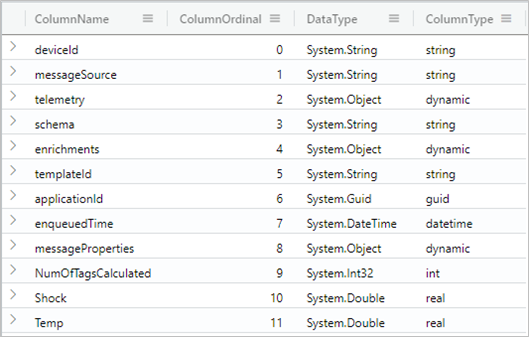 ColumnName ColumnOrdinal DataType ColumnType
deviceId 0 System.String string
messageSource 1 System.String string
telemetry 2 System.Object dynamic
schema 3 System.String string
enrichments 4 System.Object dynamic
templateId 5 System.String string
applicationId 6 System.Guid guid
enqueuedTime 7 System.DateTime datetime
messageProperties 8 System.Object dynamic
NumOfTagsCalculated 9 System.Int32 int
Shock 10 System.Double real
Temp 11 System.Double real